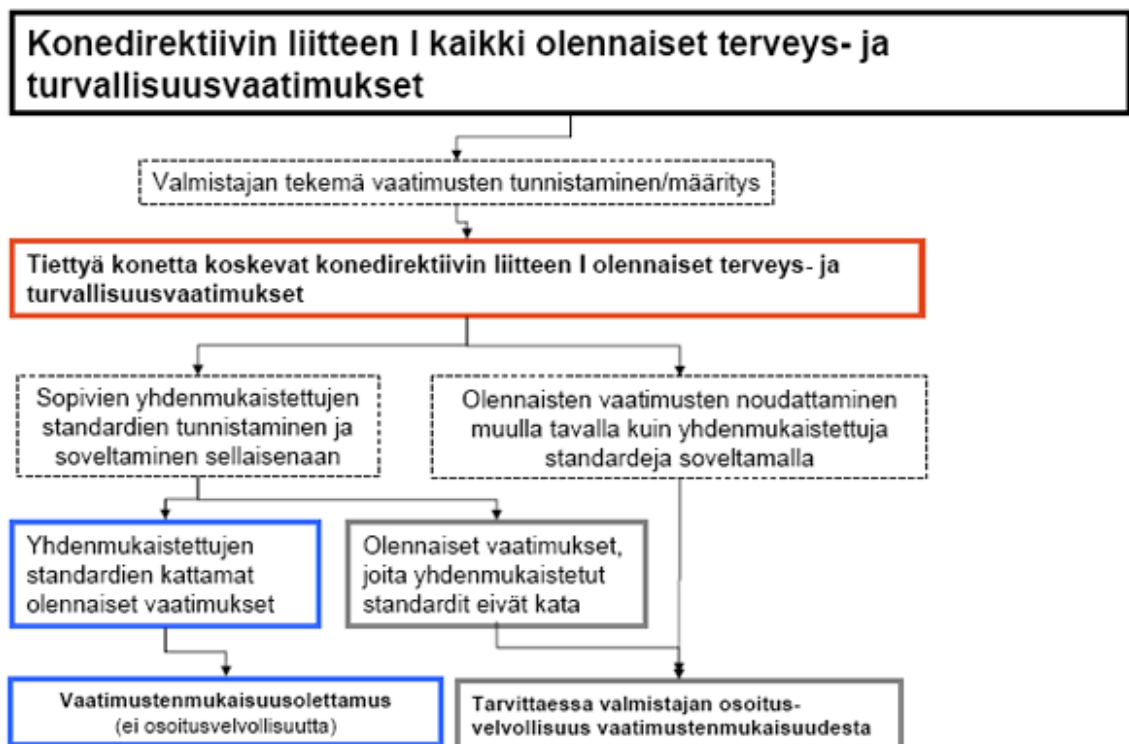 Konedirektiivin liitteen I kaikki olennaiset terveys- ja
turvallisuusvaatimukset
Valmistajan tekemä vaatimusten tunnistaminen/määritys
Tiettyä konetta koskevat konedirektiivin liitteen I olennaiset terveys- ja
turvallisuusvaatimukset
Sopivien yhdenmukaistettujen
standardien tunnistaminen ja
soveltaminen sellaisenaan
Olennaisten vaatimusten noudattaminen
muulla tavalla kuin yhdenmukaistettuja
standardeja soveltamalla
Yhdenmukaistettujen
standardien kattamat
olennaiset vaatimukset
Olennaiset vaatimukset,
joita yhdenmukaistetut
standardit eivät kata
Vaatimustenmukaisuusolettamus
(ei osoitusvelvollisuutta)
Tarvittaessa valmistajan osoitus-
velvollisuus vaatimustenmukaisuudesta